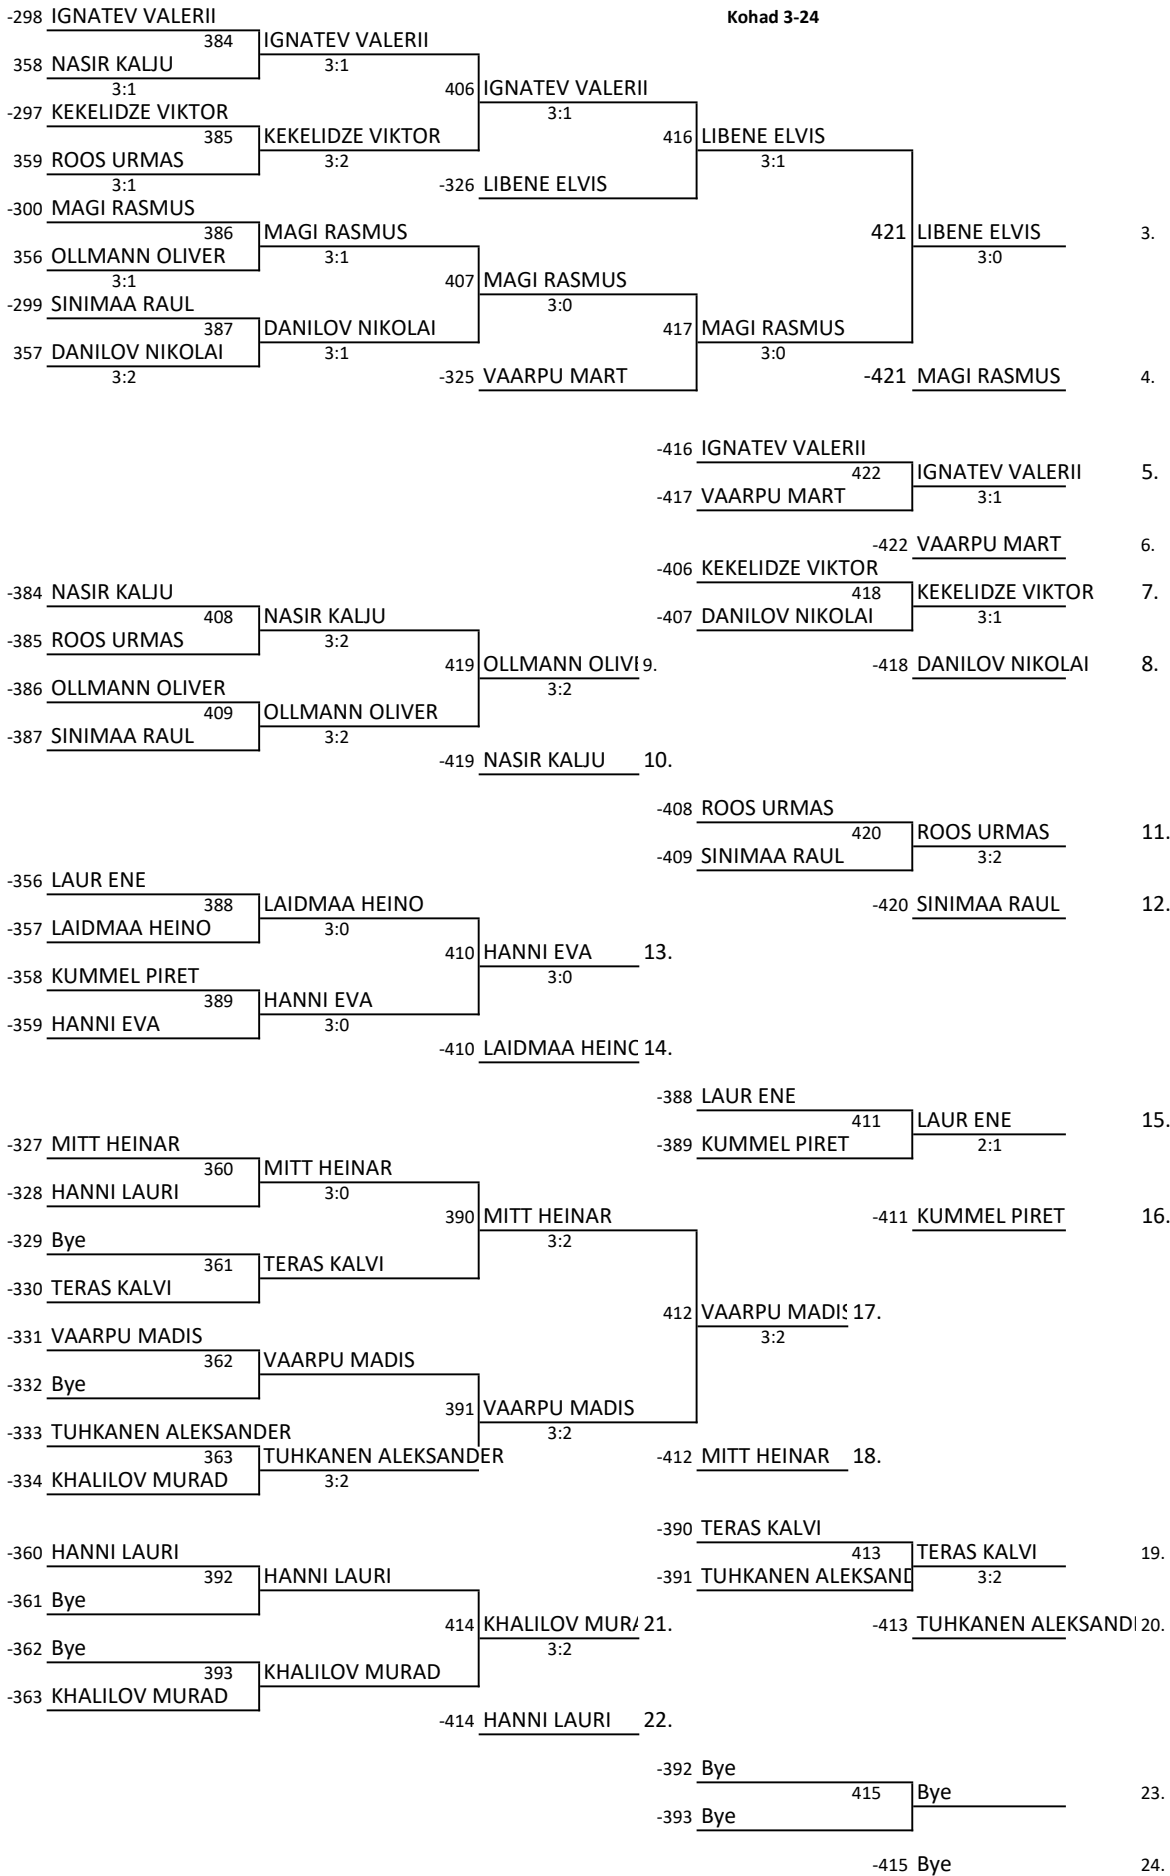 Kohad 3-24
-298 IGNATEV VALERII
384 IGNATEV VALERII
358 NASIR KALJU
3:1
3:1
406 IGNATEV VALERII
-297 KEKELIDZE VIKTOR
3:1
385 KEKELIDZE VIKTOR
416 LIBENE ELVIS
359 ROOS URMAS
3:2
3:1
3:1
-326 LIBENE ELVIS
-300 MAGI RASMUS
386 MAGI RASMUS
421 LIBENE ELVIS 3.
356 OLLMANN OLIVER
3:1
3:0
3:1
407 MAGI RASMUS
-299 SINIMAA RAUL
3:0
387 DANILOV NIKOLAI
417 MAGI RASMUS
357 DANILOV NIKOLAI
3:1
3:0
3:2
-325 VAARPU MART
-421 MAGI RASMUS 4.
-416 IGNATEV VALERII
422 IGNATEV VALERII 5.
-417 VAARPU MART
3:1
-422 VAARPU MART 6.
-406 KEKELIDZE VIKTOR
-384 NASIR KALJU
418 KEKELIDZE VIKTOR 7.
408 NASIR KALJU
-407 DANILOV NIKOLAI
3:1
-385 ROOS URMAS
3:2
419 OLLMANN OLIVE 9.
-418 DANILOV NIKOLAI 8.
-386 OLLMANN OLIVER
3:2
409 OLLMANN OLIVER
-387 SINIMAA RAUL
3:2
-419 NASIR KALJU 10.
-408 ROOS URMAS
420 ROOS URMAS 11.
-409 SINIMAA RAUL
3:2
-356 LAUR ENE
388 LAIDMAA HEINO
-420 SINIMAA RAUL 12.
-357 LAIDMAA HEINO
3:0
410 HANNI EVA 13.
-358 KUMMEL PIRET
3:0
389 HANNI EVA
-359 HANNI EVA
3:0
-410 LAIDMAA HEINO 14.
-388 LAUR ENE
411 LAUR ENE 15.
-389 KUMMEL PIRET
2:1
-327 MITT HEINAR
360 MITT HEINAR
-328 HANNI LAURI
3:0
390 MITT HEINAR
-411 KUMMEL PIRET 16.
-329 Bye
3:2
361 TERAS KALVI
-330 TERAS KALVI
412 VAARPU MADIS 17.
-331 VAARPU MADIS
3:2
362 VAARPU MADIS
-332 Bye
391 VAARPU MADIS
-333 TUHKANEN ALEKSANDER
3:2
363 TUHKANEN ALEKSANDER
-412 MITT HEINAR 18.
-334 KHALILOV MURAD
3:2
-390 TERAS KALVI
-360 HANNI LAURI
413 TERAS KALVI 19.
392 HANNI LAURI
-391 TUHKANEN ALEKSAND
3:2
-361 Bye
414 KHALILOV MURA 21.
-413 TUHKANEN ALEKSAND 20.
-362 Bye
3:2
393 KHALILOV MURAD
-363 KHALILOV MURAD
-414 HANNI LAURI 22.
-392 Bye
415 Bye 23.
-393 Bye
-415 Bye 24.